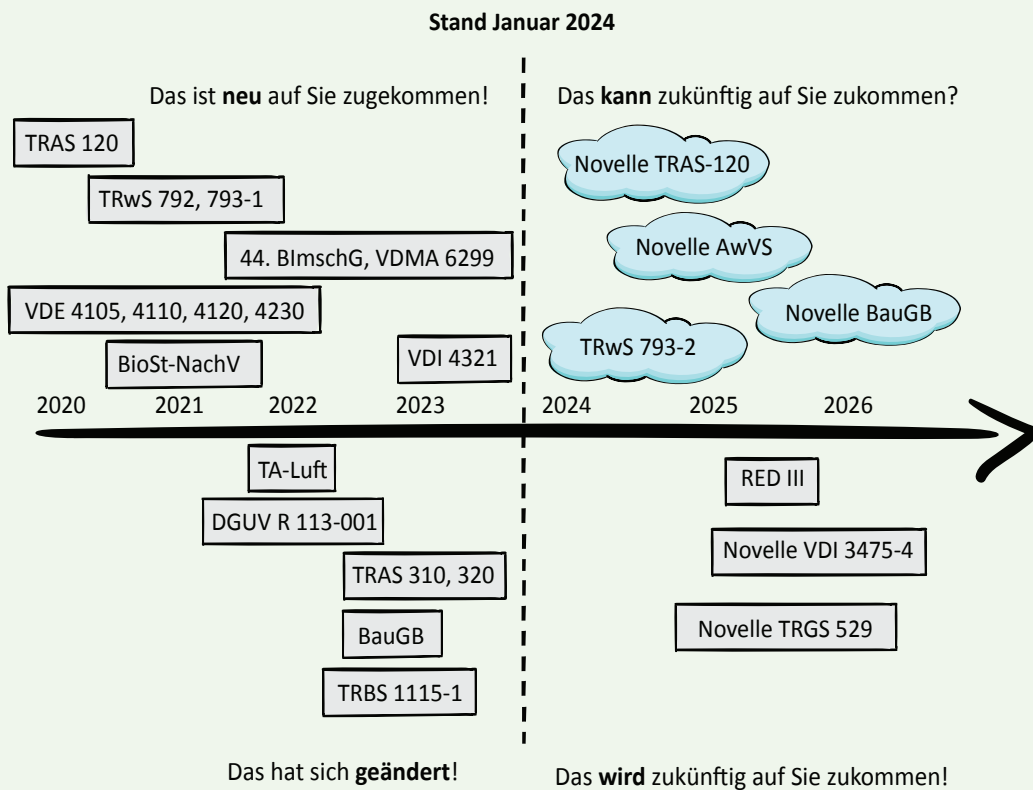 Stand Januar 2024
Das ist neu auf Sie zugekommen!
Das kann zukünftig auf Sie zukommen?
TRAS 120
TRwS 792, 793-1
44. BImschG, VDMA 6299
VDE 4105, 4110, 4120, 4230
BioSt-NachV
VDI 4321
Novelle TRAS-120
Novelle AwVS
Novelle BauGB
TRwS 793-2
2020 2021 2022 2023 2024 2025 2026
TA-Luft
DGUV R 113-001
TRAS 310, 320
BauGB
TRBS 1115-1
RED III
Novelle VDI 3475-4
Novelle TRGS 529
Das hat sich geändert!
Das wird zukünftig auf Sie zukommen!